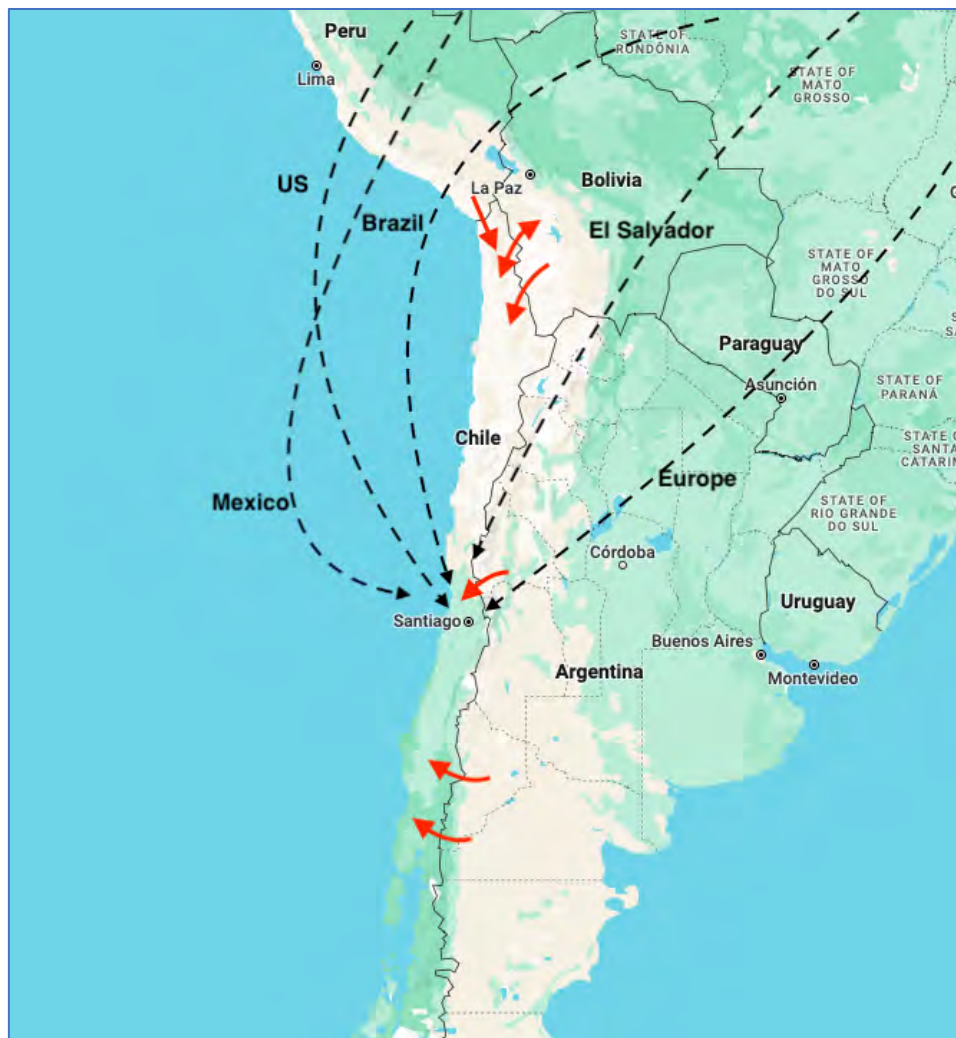 Peru
STATE OF
RONDÔNIA
Lima
STATE OF
MATO
GROSSO
US
La Paz
Bolivia
Brazil
El Salvador
STATE OF
MATO
GROSSO
DO SUL
Paraguay
Asunción
STATE OF
PARANÁ
Chile
STATE O
SANTA
CATARIN
Mexico
Europe
STATE OF
RIO GRANDE
DO SUL
Córdoba
Uruguay
Santiago
Buenos Aires
Argentina
Montevideo